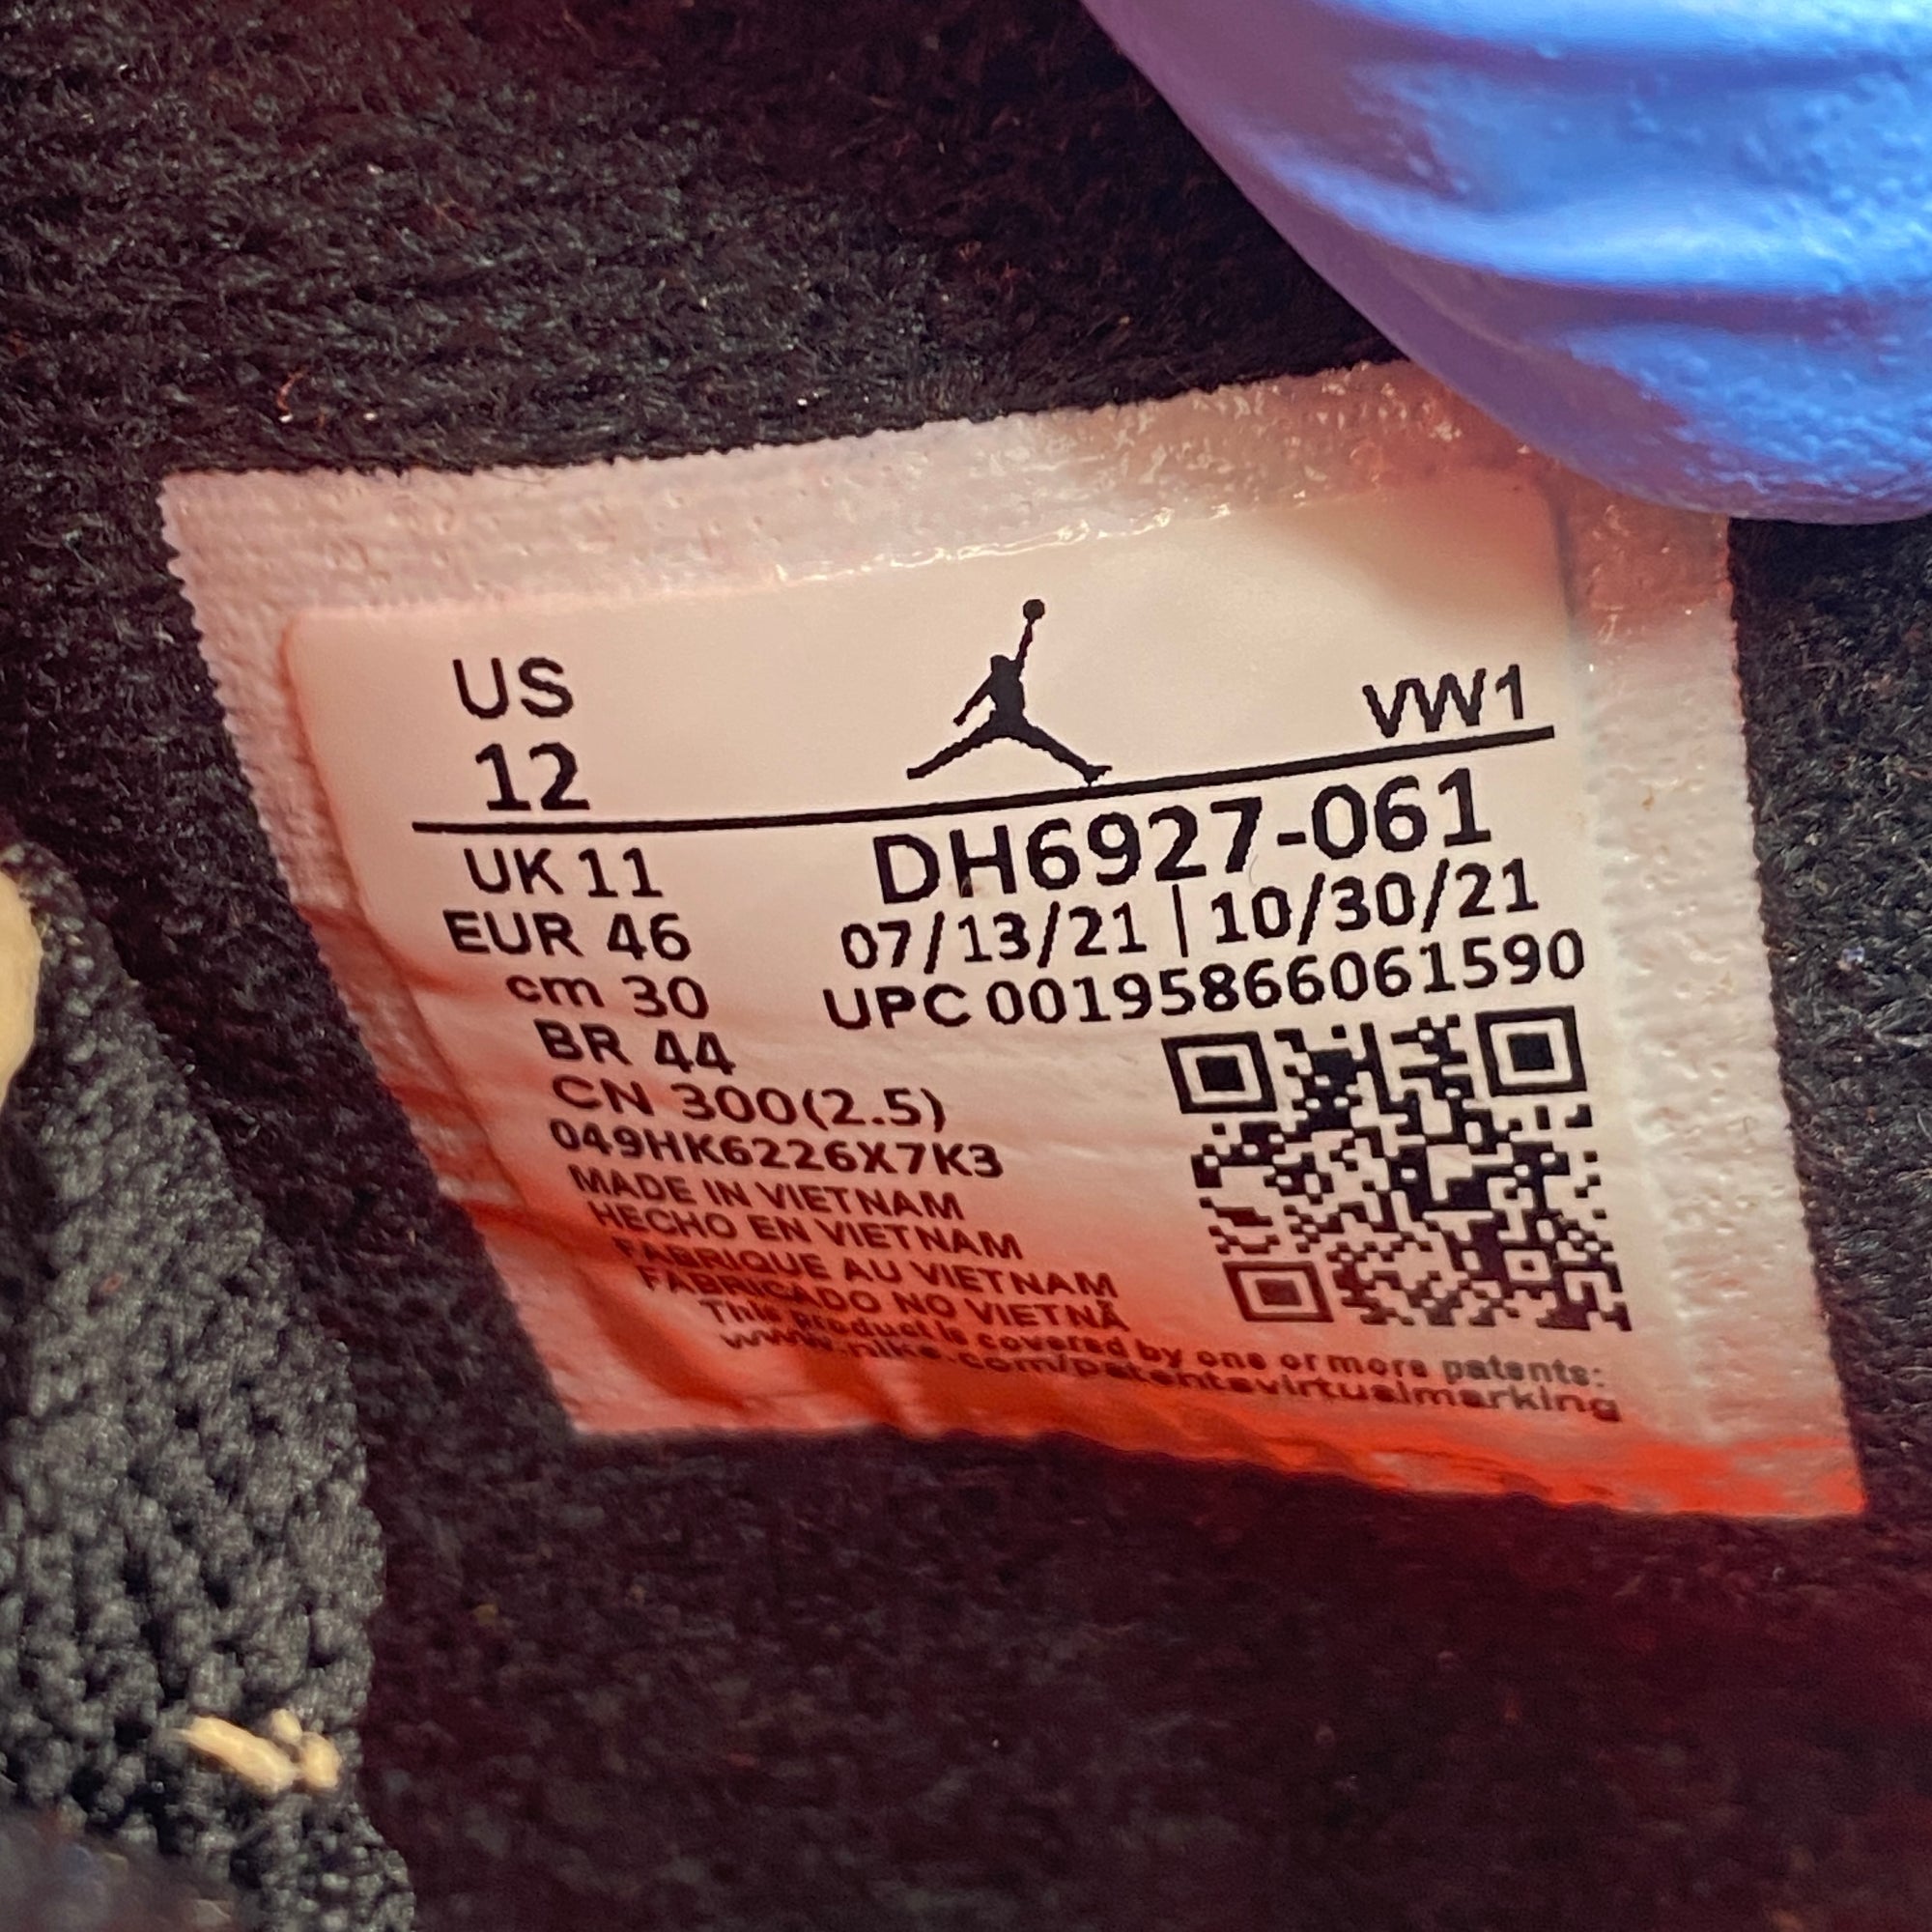 US
12
VW1
UK 11
EUR 46
cm 30
BR 44
CN 300(2.5)
049HK6226X7K3
MADE IN VIETNAM
HECHO EN VIETNAM
FABRIQUE AU VIETNAM
FABRICADO NO VIETNÃ
DH6927-061
07/13/21 | 10/30/21
UPC 00195866061590
This product is covered by one or more patents:
www.nike.com/patentsvirtualmarking